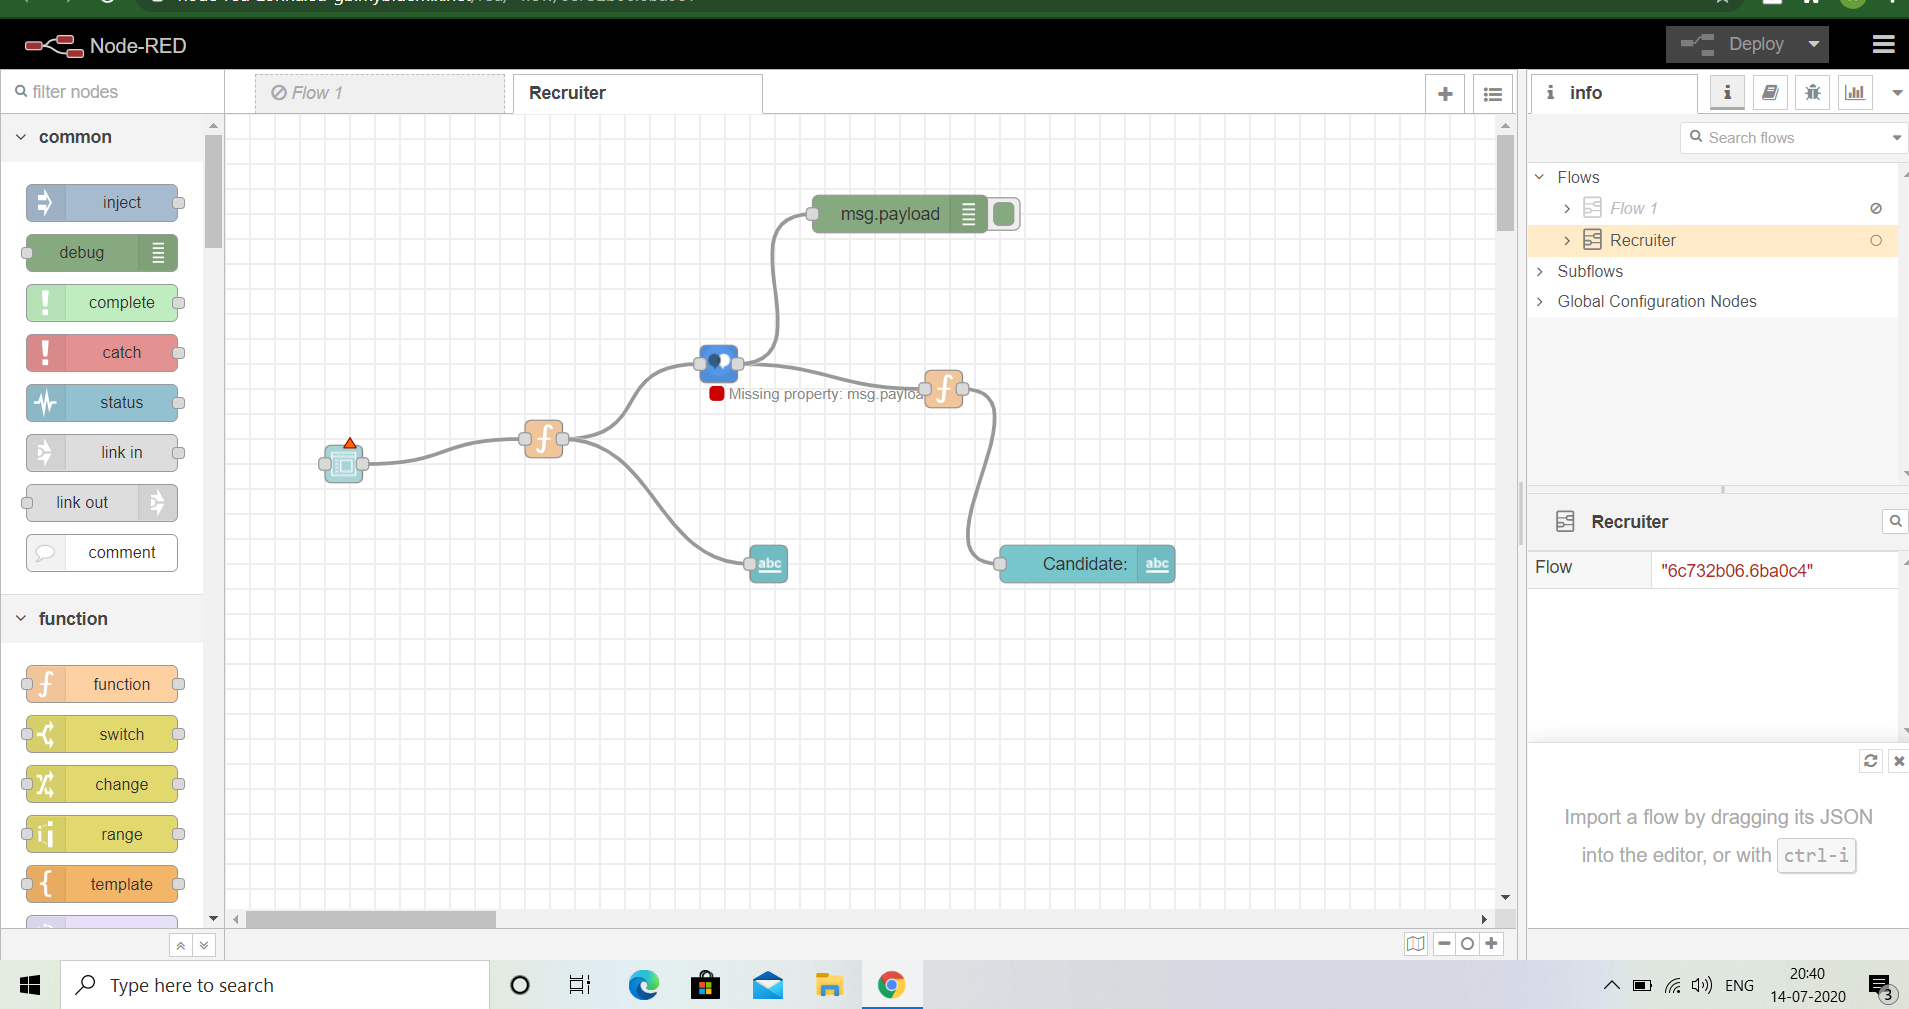 Node-RED
Deploy
filter nodes
Flow 1
Recruiter
info
Search flows
common
inject
debug
complete
catch
status
link in
link out
comment
function
function
switch
change
range
template
msg.payload
Missing property: msg.payloa
abc
Candidate:
abc
Flows
Flow 1
Recruiter
Subflows
Global Configuration Nodes
Recruiter
Flow
"6c732b06.6ba0c4"
Import a flow by dragging its JSON
into the editor, or with ctrl-i
Type here to search
ENG
20:40
14-07-2020
3